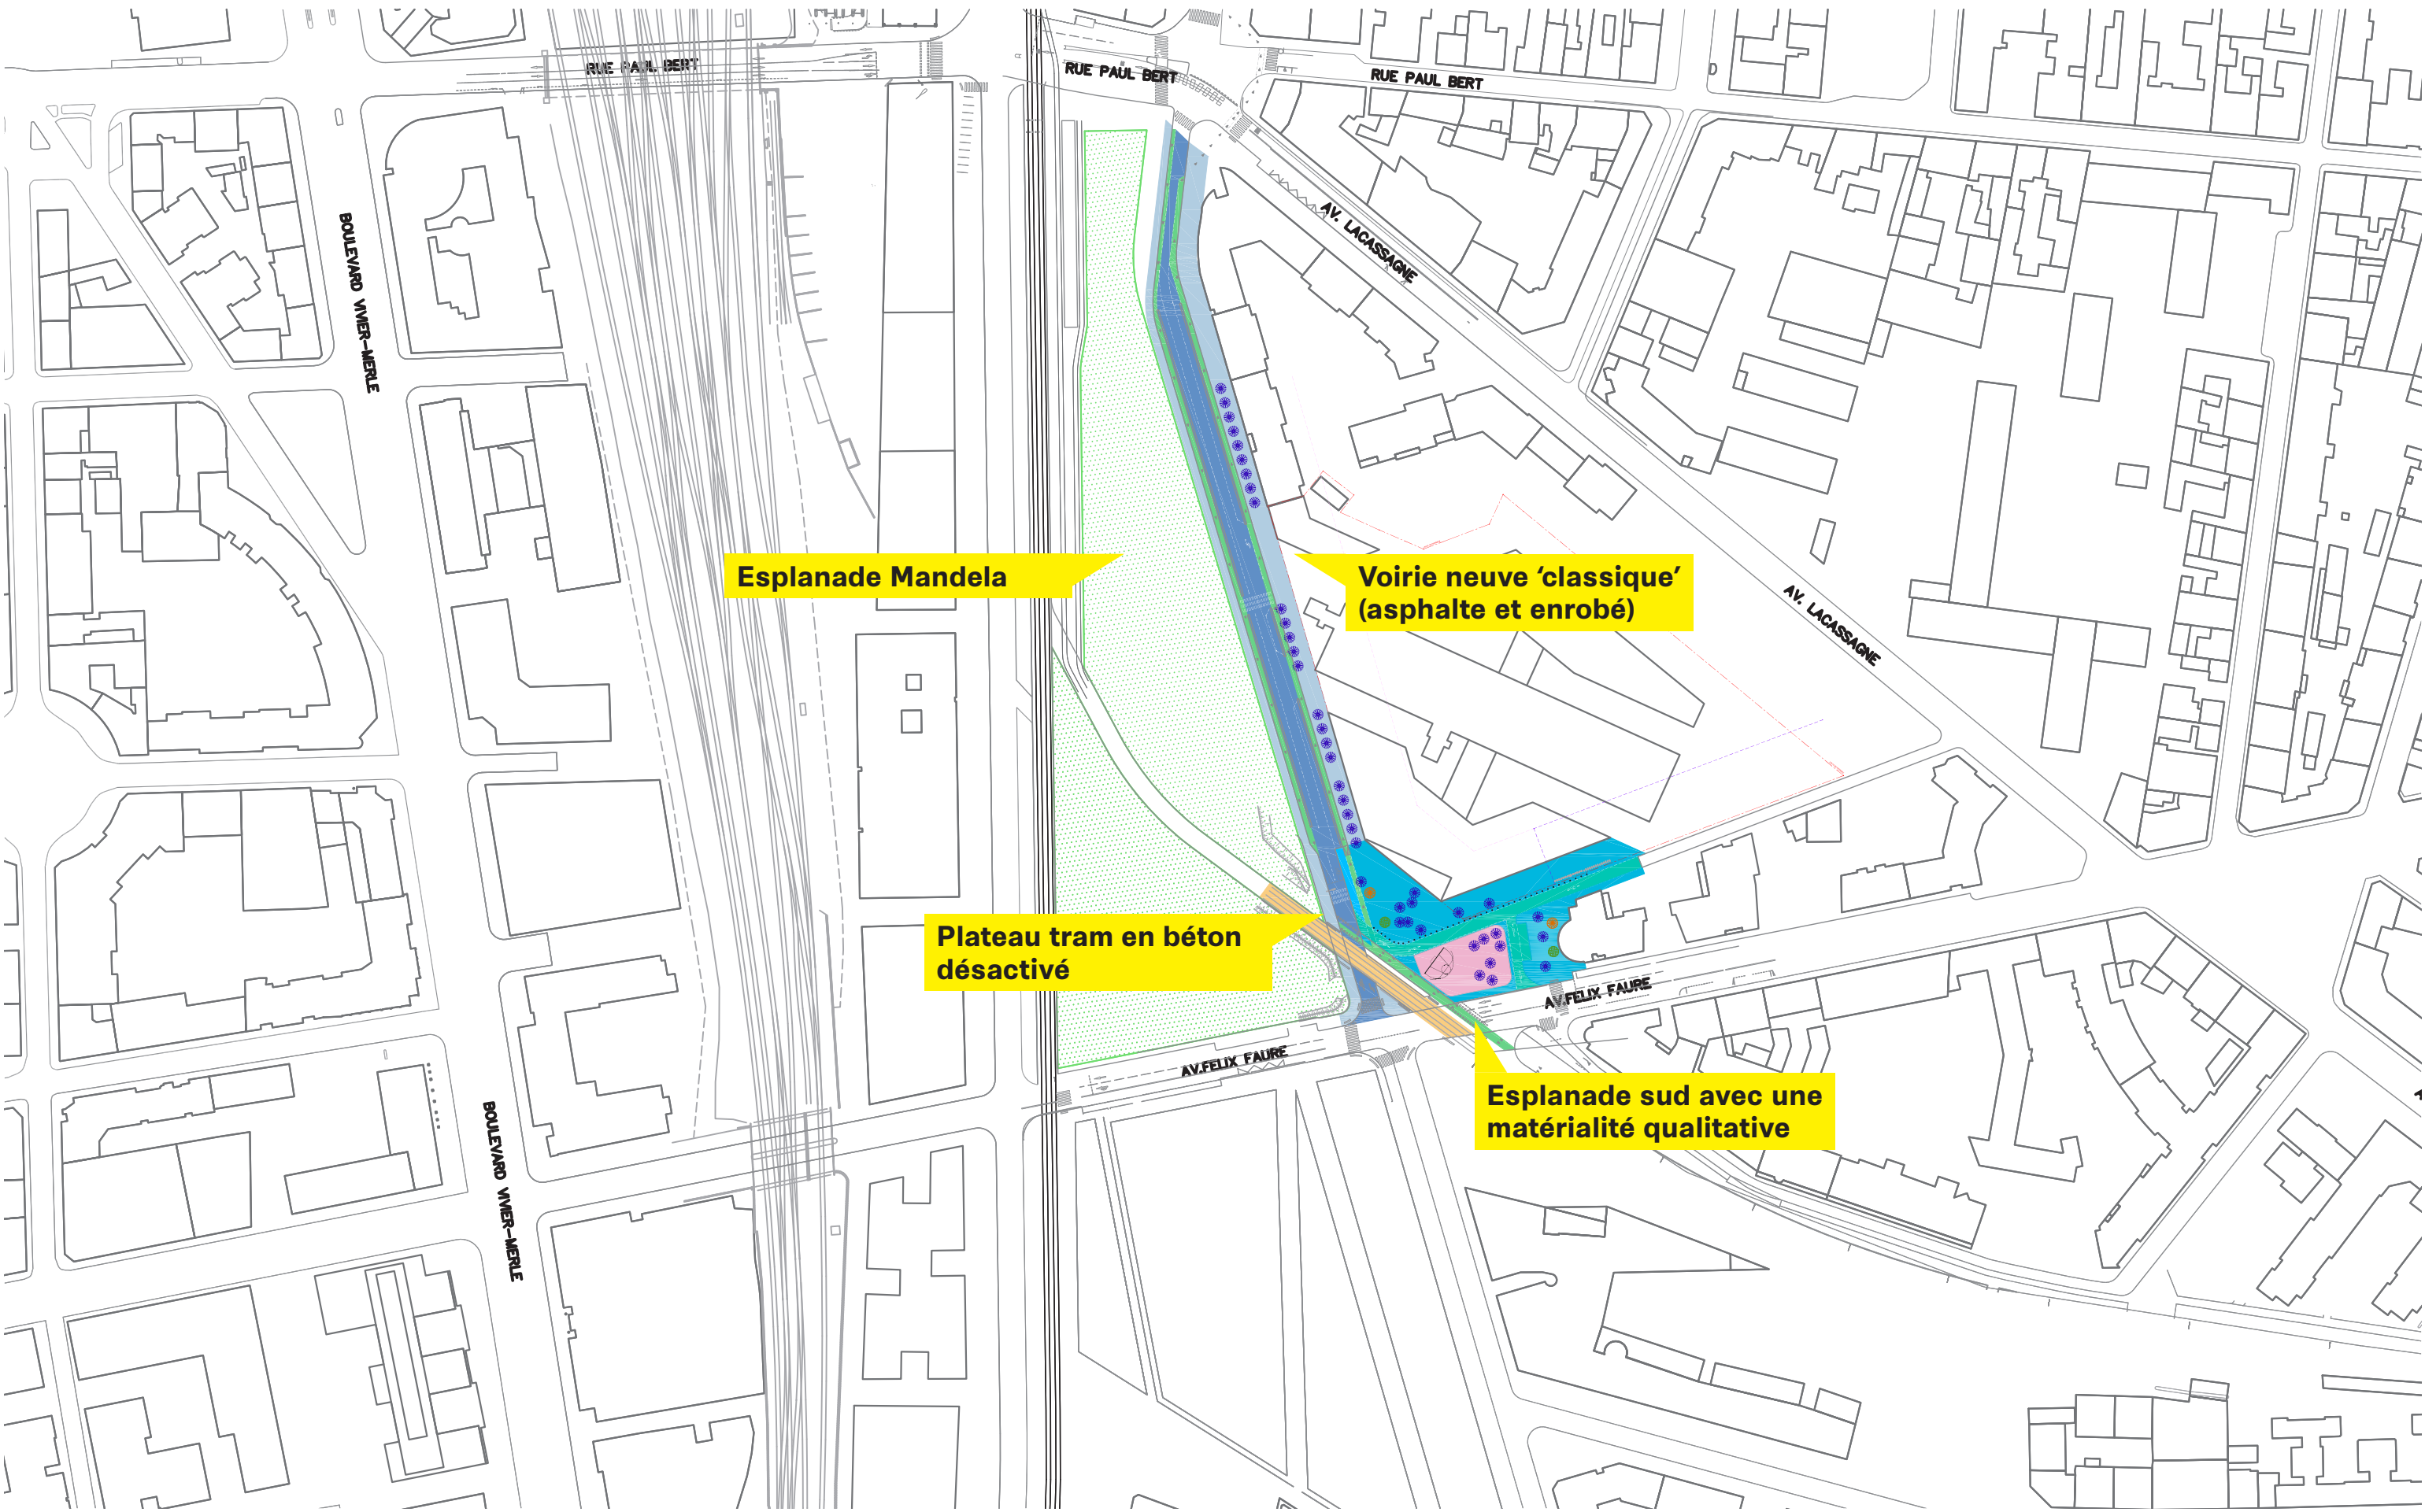 RUE PAUL BERT
RUE PAUL BERT
RUE PAUL BERT
BOULEVARD VIVIER-MERLE
AV. LACASSAGNE
Esplanade Mandela
Voirie neuve ‘classique’
(asphalte et enrobé)
AV. LACASSAGNE
Plateau tram en béton
désactivé
AV.FELIX FAURE
AV.FELIX FAURE
Esplanade sud avec une
matérialité qualitative
BOULEVARD VIVIER-MERLE